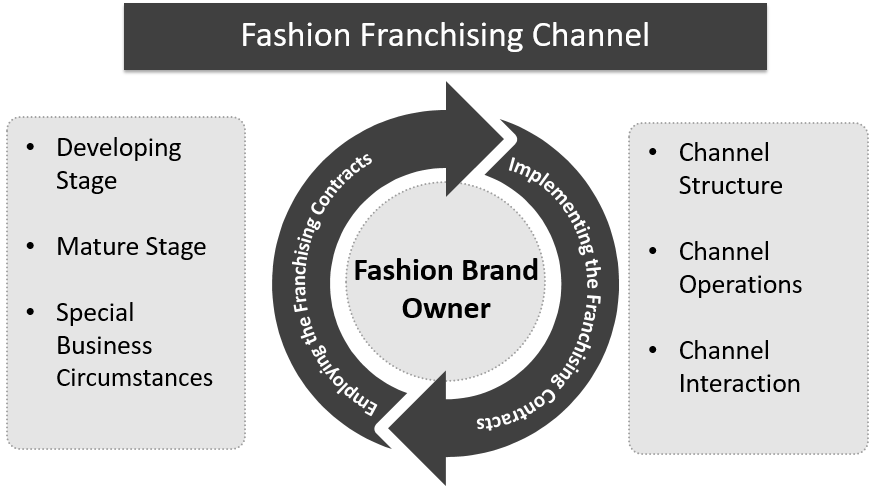 Fashion Franchising Channel
• Developing
Stage
• Mature Stage
• Special
Business
Circumstances
Employing the Franchising Contracts
Fashion Brand
Owner
Implementing the Franchising Contracts
• Channel
Structure
• Channel
Operations
• Channel
Interaction